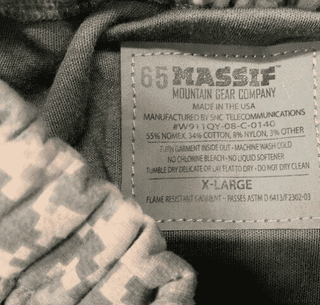 65 MASSIF
MOUNTAIN GEAR COMPANY
MADE IN THE USA
MANUFACTURED BY SNC TELECOMMUNICATIONS
#W911QY-08-C-0140
55% NOMEX, 34% COTTON, 8% NYLON, 3% OTHER
TURN GARMENT INSIDE OUT - MACHINE WASH COLD
NO CHLORINE BLEACH - NO LIQUID SOFTENER
TUMBLE DRY DELICATE OR LAY FLAT TO DRY - DO NOT DRY CLEAN
X-LARGE
FLAME RESISTANT GARMENT - PASSES ASTM D 6413/F2302-03